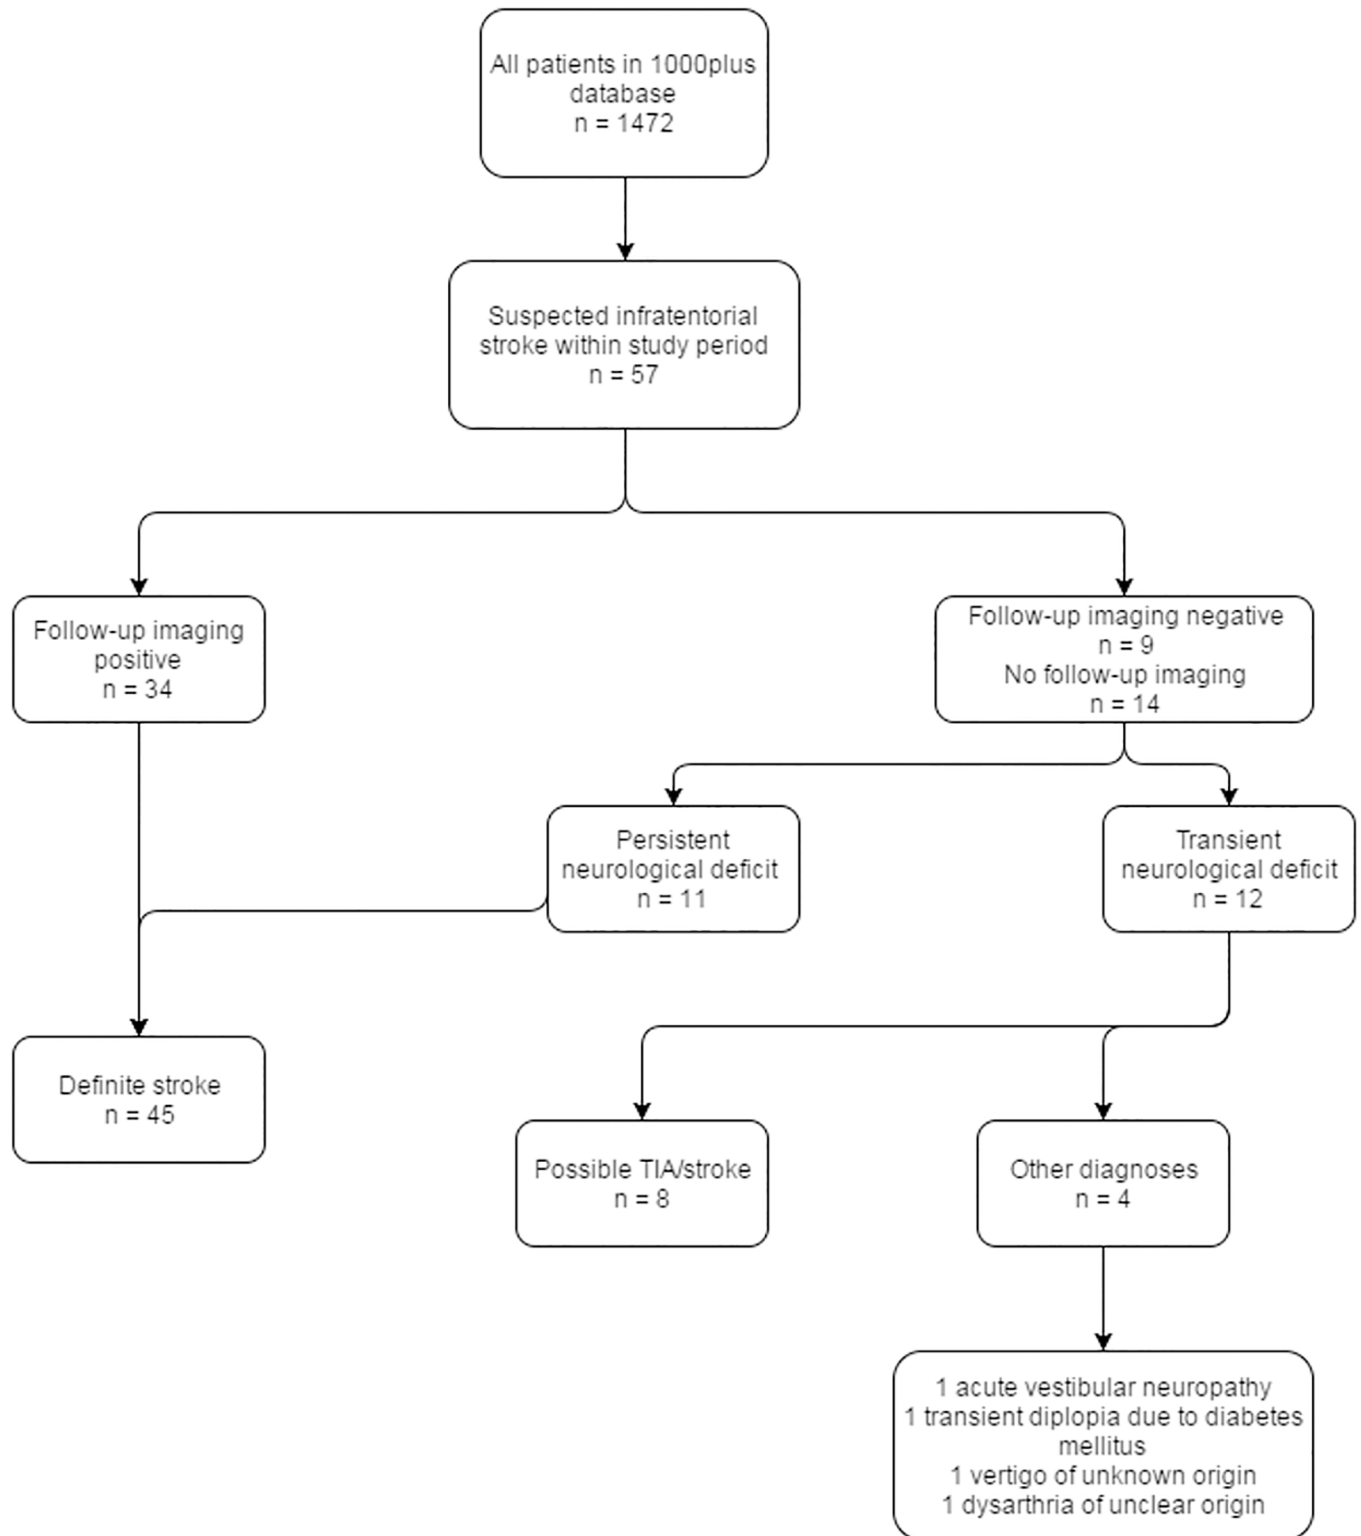 All patients in 1000plus
database
n = 1472
Suspected infratentorial
stroke within study period
n = 57
Follow-up imaging
positive
n = 34
Follow-up imaging negative
n = 9
No follow-up imaging
n = 14
Persistent
neurological deficit
n = 11
Transient
neurological deficit
n = 12
Definite stroke
n = 45
Possible TIA/stroke
n = 8
Other diagnoses
n = 4
1 acute vestibular neuropathy
1 transient diplopia due to diabetes
mellitus
1 vertigo of unknown origin
1 dysarthria of unclear origin